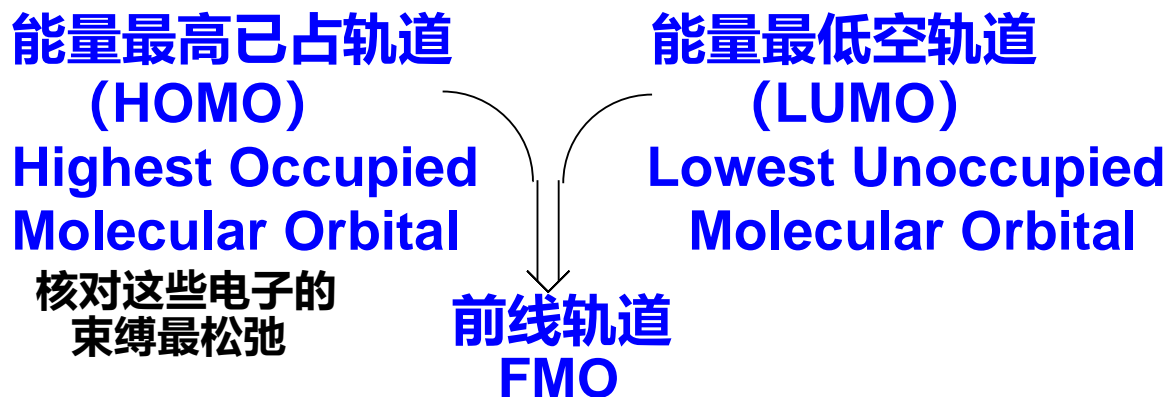 能量最高已占轨道
（HOMO）
Highest Occupied
Molecular Orbital
核对这些电子的
束缚最松弛
能量最低空轨道
（LUMO）
Lowest Unoccupied
Molecular Orbital
前线轨道
FMO